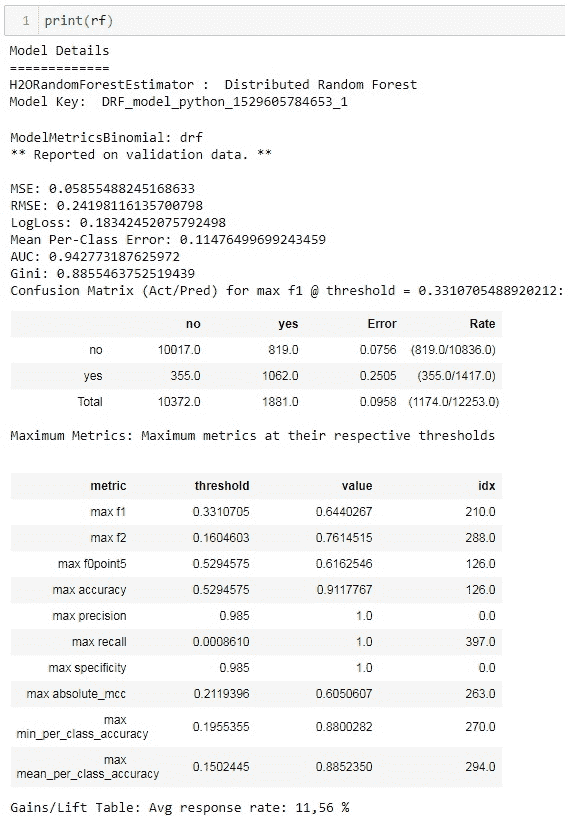 1 print(rf)
Model Details
=============
H2ORandomForestEstimator :  Distributed Random Forest
Model Key:  DRF_model_python_1529605784653_1
ModelMetricsBinomial: drf
** Reported on validation data. **
MSE: 0.05855488245168633
RMSE: 0.24198116135700798
LogLoss: 0.18342452075792498
Mean Per-Class Error: 0.11476499699243459
AUC: 0.942773187625972
Gini: 0.8855463752519439
Confusion Matrix (Act/Pred) for max f1 @ threshold = 0.3310705488920212:
no yes Error Rate
no 10017.0 819.0 0.0756 (819.0/10836.0)
yes 355.0 1062.0 0.2505 (355.0/1417.0)
Total 10372.0 1881.0 0.0958 (1174.0/12253.0)
Maximum Metrics: Maximum metrics at their respective thresholds
metric threshold value idx
max f1 0.3310705 0.6440267 210.0
max f2 0.1604603 0.7614515 288.0
max f0point5 0.5294575 0.6162546 126.0
max accuracy 0.5294575 0.9117767 126.0
max precision 0.985 1.0 0.0
max recall 0.0008610 1.0 397.0
max specificity 0.985 1.0 0.0
max absolute_mcc 0.2119396 0.6050607 263.0
max
min_per_class_accuracy 0.1955355 0.8800282 270.0
max
mean_per_class_accuracy 0.1502445 0.8852350 294.0
Gains/Lift Table: Avg response rate: 11,56 %